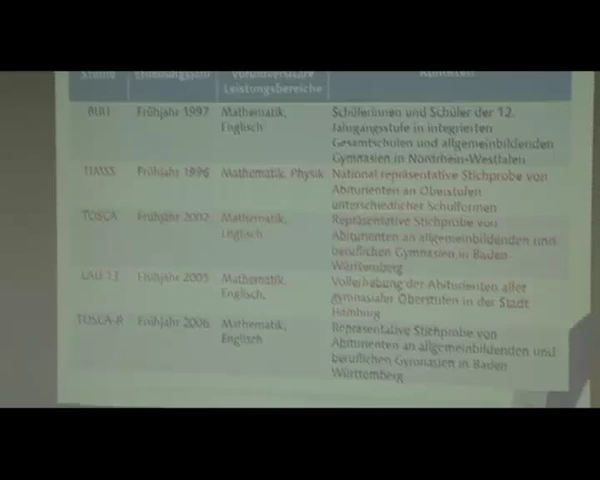 Studie Erhebungsjahr Voruniversitäre
Leistungsbereiche
BIJU Frühjahr 1997 Mathematik,
Englisch
Schülerinnen und Schüler der 12.
Jahrgangsstufe in integrierten
Gesamtschulen und allgemeinbildenden
Gymnasien in Nordrhein-Westfalen
TIMSS Frühjahr 1996 Mathematik, Physik
National repräsentative Stichprobe von
Abiturienten an Oberstufen
unterschiedlicher Schulformen
TOSCA Frühjahr 2002 Mathematik,
Englisch
Repräsentative Stichprobe von
Abiturienten an allgemeinbildenden und
beruflichen Gymnasien in Baden
Württemberg
LAU 13 Frühjahr 2005 Mathematik,
Englisch,
Vollerhebung der Abiturienten aller
gymnasialer Oberstufen in der Stadt
Hamburg
TOSCA-R Frühjahr 2006 Mathematik,
Englisch
Repräsentative Stichprobe von
Abiturienten an allgemeinbildenden und
beruflichen Gymnasien in Baden
Württemberg